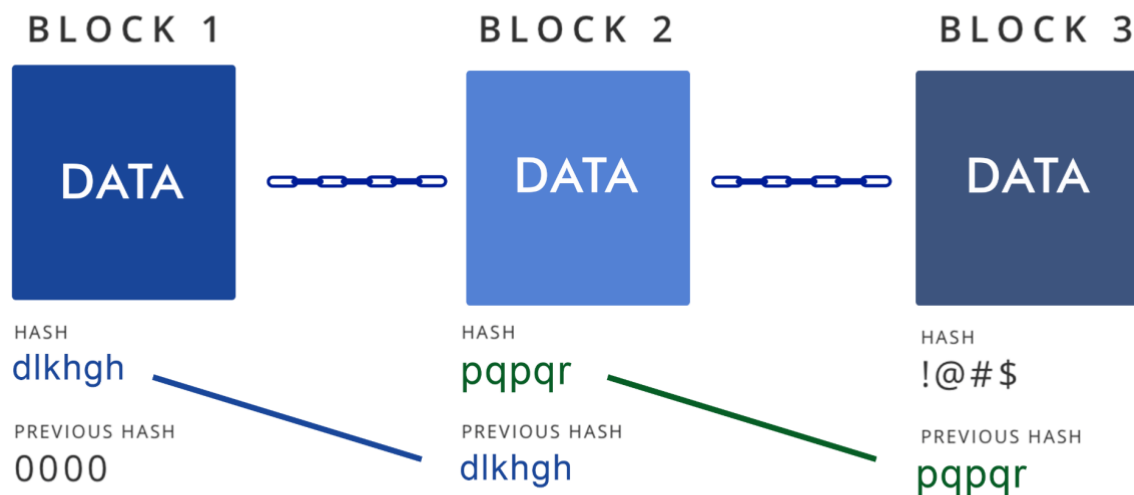 BLOCK 1
DATA
HASH
dlkhgh
PREVIOUS HASH
0000
BLOCK 2
DATA
HASH
pqpqr
PREVIOUS HASH
dlkhgh
BLOCK 3
DATA
HASH
!@#$
PREVIOUS HASH
pqpqr